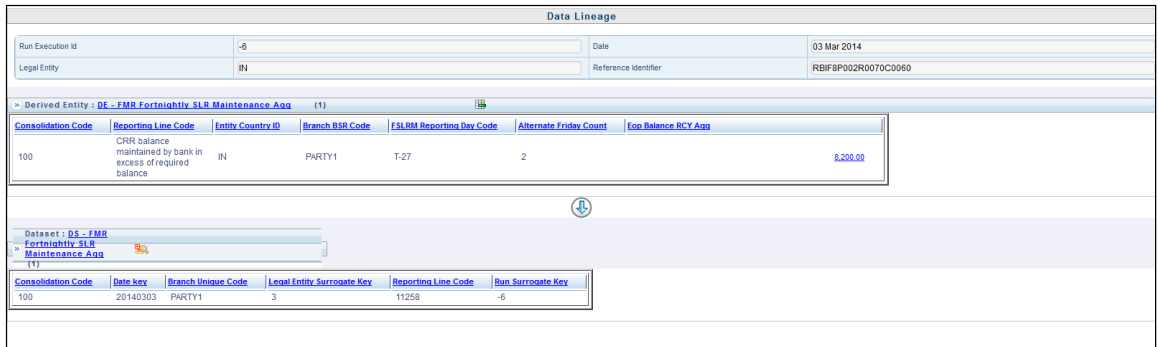 Data Lineage
Run Execution Id -6 Date 03 Mar 2014
Legal Entity IN Reference Identifier RBIF8P002R0070C0060
» Derived Entity : DE - FMR Fortnightly SLR Maintenance Agg (1)
Consolidation Code Reporting Line Code Entity Country ID Branch BSR Code FSLRM Reporting Day Code Alternate Friday Count Eop Balance RCY Agg
CRR balance
maintained by bank in
100 excess of required IN PARTY1 T-27 2 8,200.00
balance
Dataset : DS - FMR
» Fortnightly SLR
Maintenance Agg
(1)
Consolidation Code Date key Branch Unique Code Legal Entity Surrogate Key Reporting Line Code Run Surrogate Key
100 20140303 PARTY1 3 11258 -6